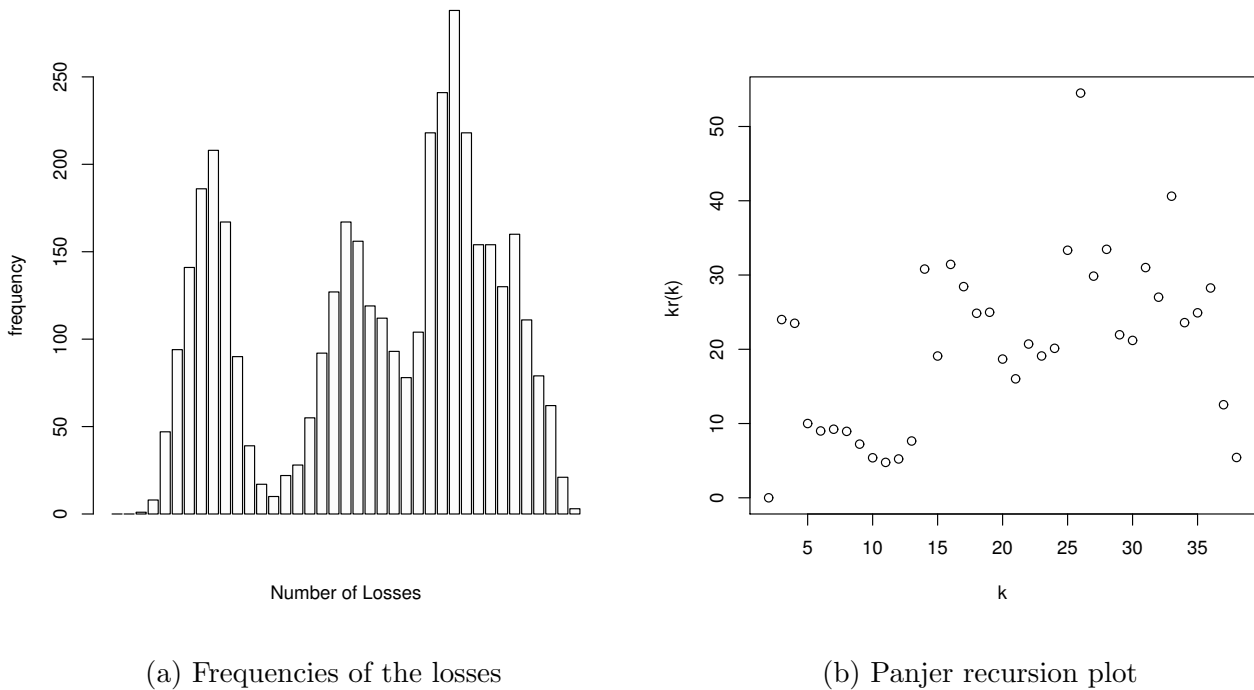 250
200
150
100
50
0
frequency
Number of Losses
50
40
30
20
10
0
kr(k)
5 10 15 20 25 30 35
k
(a) Frequencies of the losses
(b) Panjer recursion plot